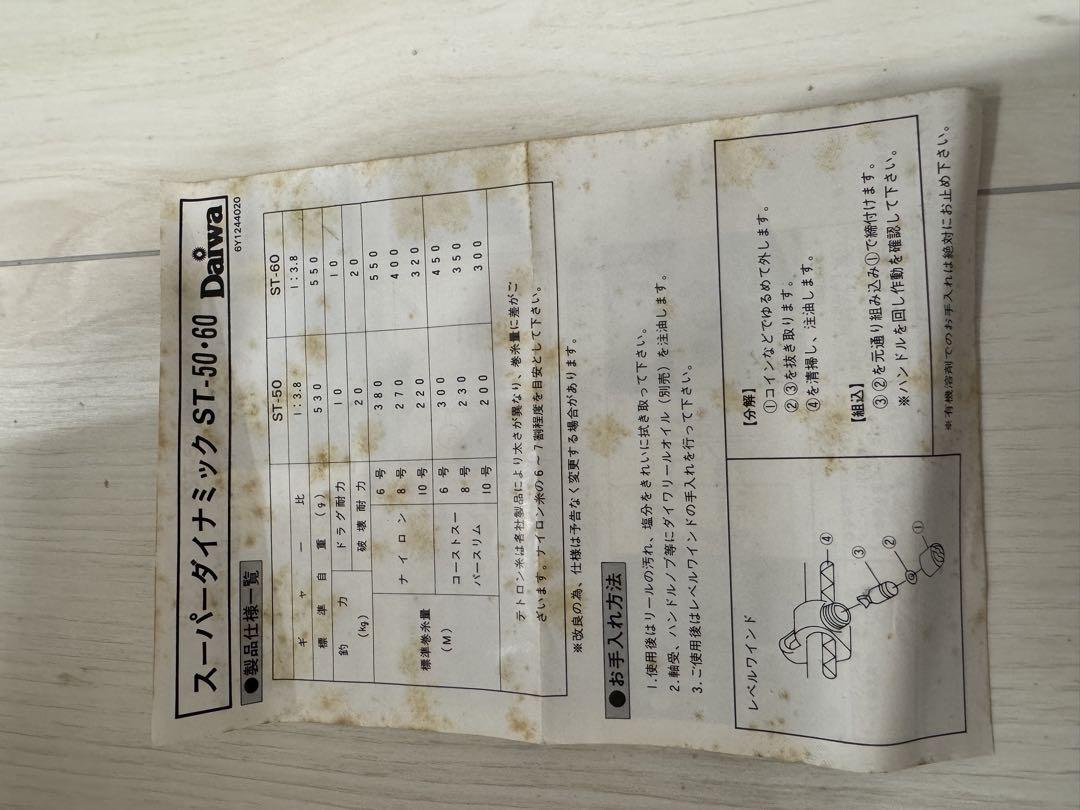 スーパーダイナミック ST-50・60 Daiwa
6Y1244020
●製品仕様一覧
ST-50 ST-60
ギヤー比 1:3.8 1:3.8
標準自重(g) 530 550
釣力(kg) ドラグ耐力 10 10
破壊耐力 20 20
標準巻糸量(M) ナイロン 6号 380 550
8号 270 400
10号 220 320
コーストスーパースリム 6号 300 450
8号 230 350
10号 200 300
テトロン糸は各社製品により太さが異なり、巻糸量に差がご
ざいます。ナイロン糸の6〜7割程度を目安として下さい。
※改良の為、仕様は予告なく変更する場合があります。
●お手入れ方法
1.使用後はリールの汚れ、塩分をきれいに拭き取って下さい。
2.軸受、ハンドルノブ等にダイワリールオイル(別売)を注油します。
3.ご使用後はレベルワインドの手入れを行って下さい。
レベルワインド
④
③
②
①
【分解】
①コインなどでゆるめて外します。
②③を抜き取ります。
④を清掃し、注油します。
【組込】
③②を元通り組み込み①で締付けます。
※ハンドルを回し作動を確認して下さい。
※有機溶剤でのお手入れは絶対にお止め下さい。